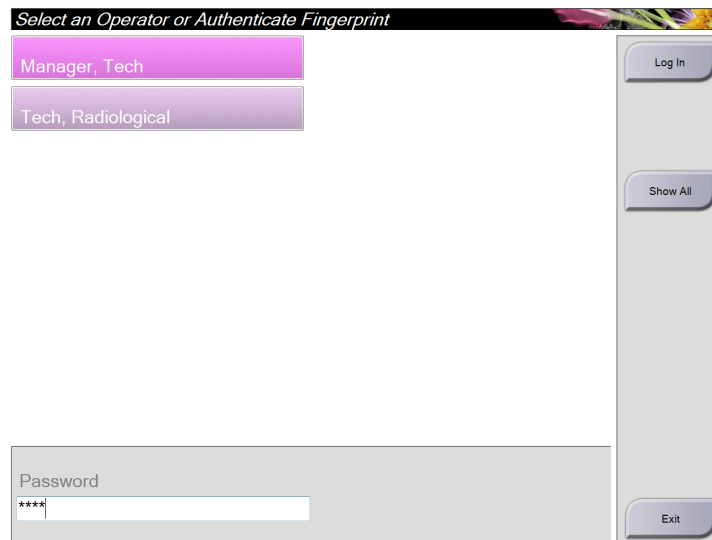 Select an Operator or Authenticate Fingerprint
Manager, Tech
Log In
Tech, Radiological
Show All
Password
****
Exit